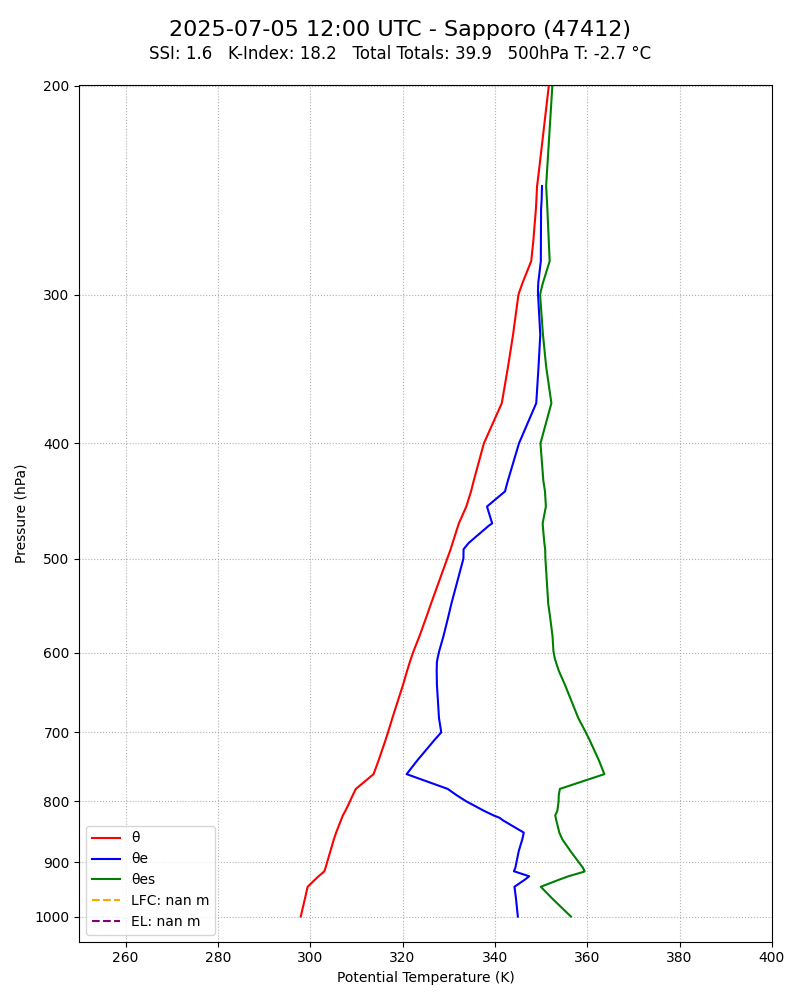 2025-07-05 12:00 UTC - Sapporo (47412)
SSI: 1.6   K-Index: 18.2   Total Totals: 39.9   500hPa T: -2.7 °C
200
300
400
500
600
700
800
900
1000
Pressure (hPa)
θ
θe
θes
LFC: nan m
EL: nan m
260 280 300 320 340 360 380 400
Potential Temperature (K)